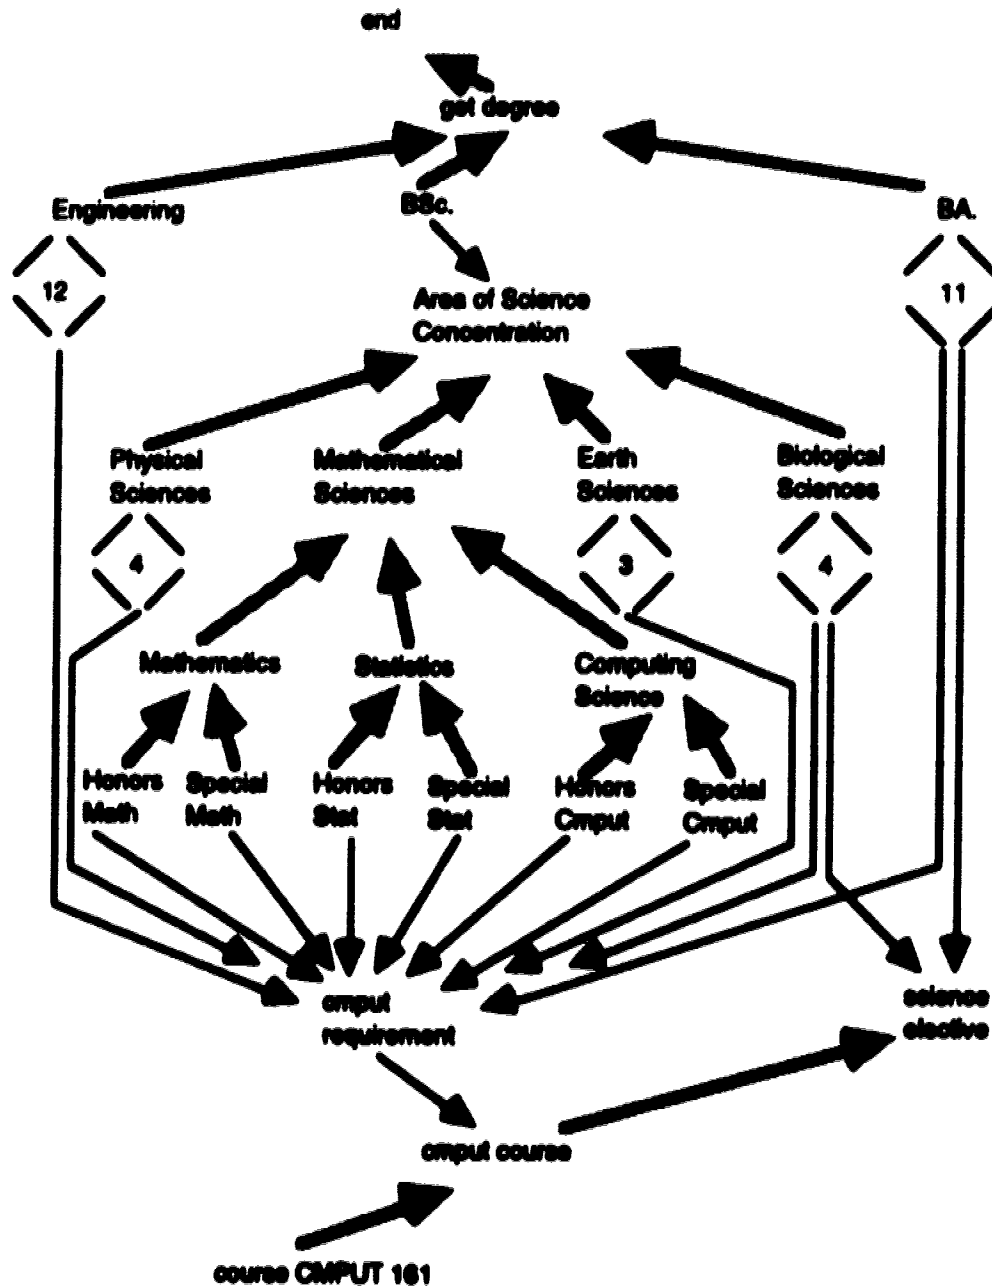 end
get degree
Engineering
BSc.
BA.
12
11
Area of Science
Concentration
Physical
Sciences
Mathematical
Sciences
Earth
Sciences
Biological
Sciences
4
3
4
Mathematics
Statistics
Computing
Science
Honors
Math
Special
Math
Honors
Stat
Special
Stat
Honors
Cmput
Special
Cmput
cmput
requirement
science
elective
cmput course
course CMPUT 161